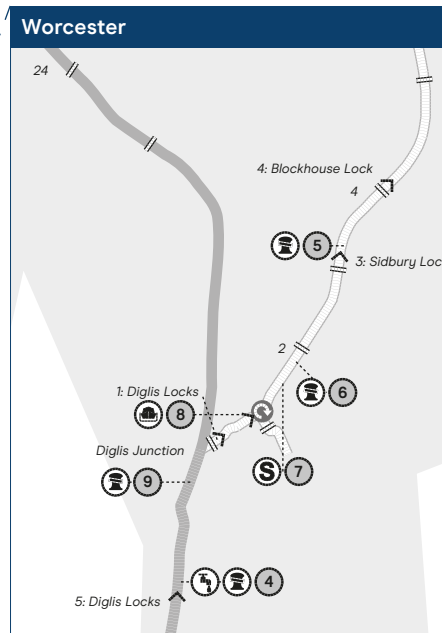 Worcester
24
4: Blockhouse Lock
4
5
3: Sidbury Loc
2
1: Diglis Locks
6
8
Diglis Junction
S 7
9
4
5: Diglis Locks